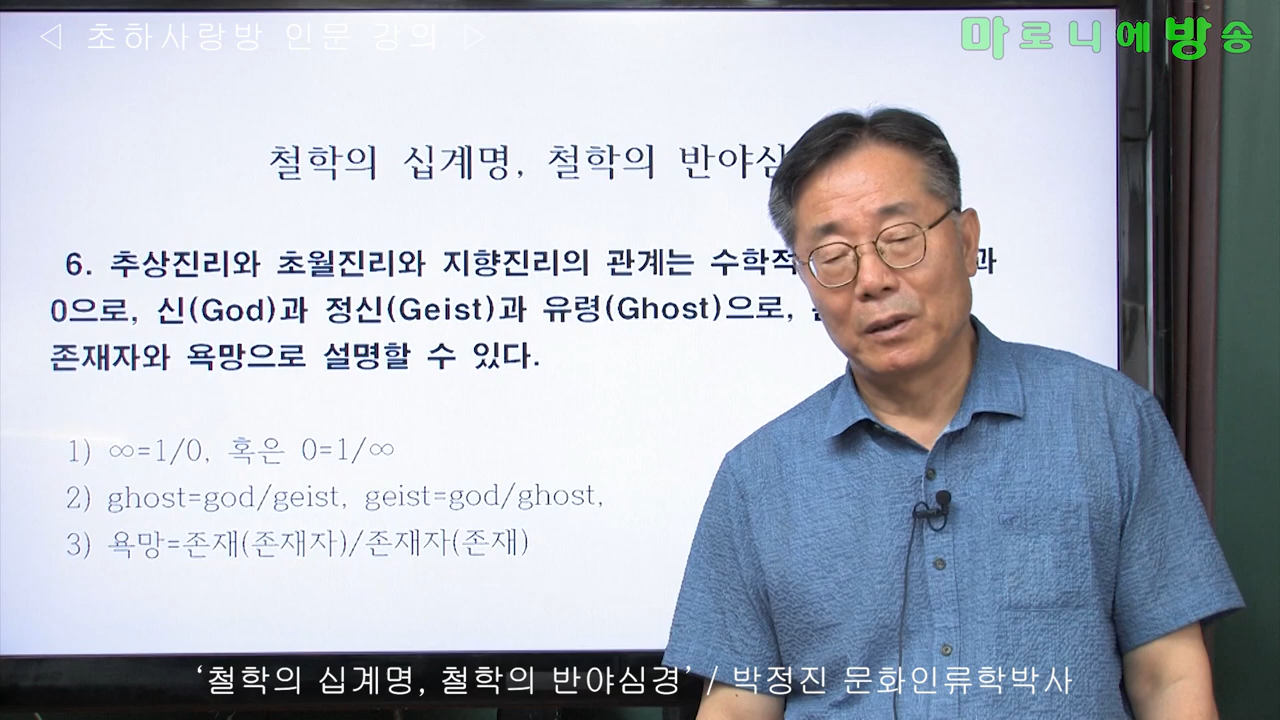 ◁ 초하사랑방 인문 강의 ▷
마로니에방송
철학의 십계명, 철학의 반야심
6. 추상진리와 초월진리와 지향진리의 관계는 수학적 과
0으로, 신(God)과 정신(Geist)과 유령(Ghost)으로,
존재자와 욕망으로 설명할 수 있다.
1) ∞=1/0, 혹은 0=1/∞
2) ghost=god/geist, geist=god/ghost,
3) 욕망=존재(존재자)/존재자(존재)
‘철학의 십계명, 철학의 반야심경’ / 박정진 문화인류학박사